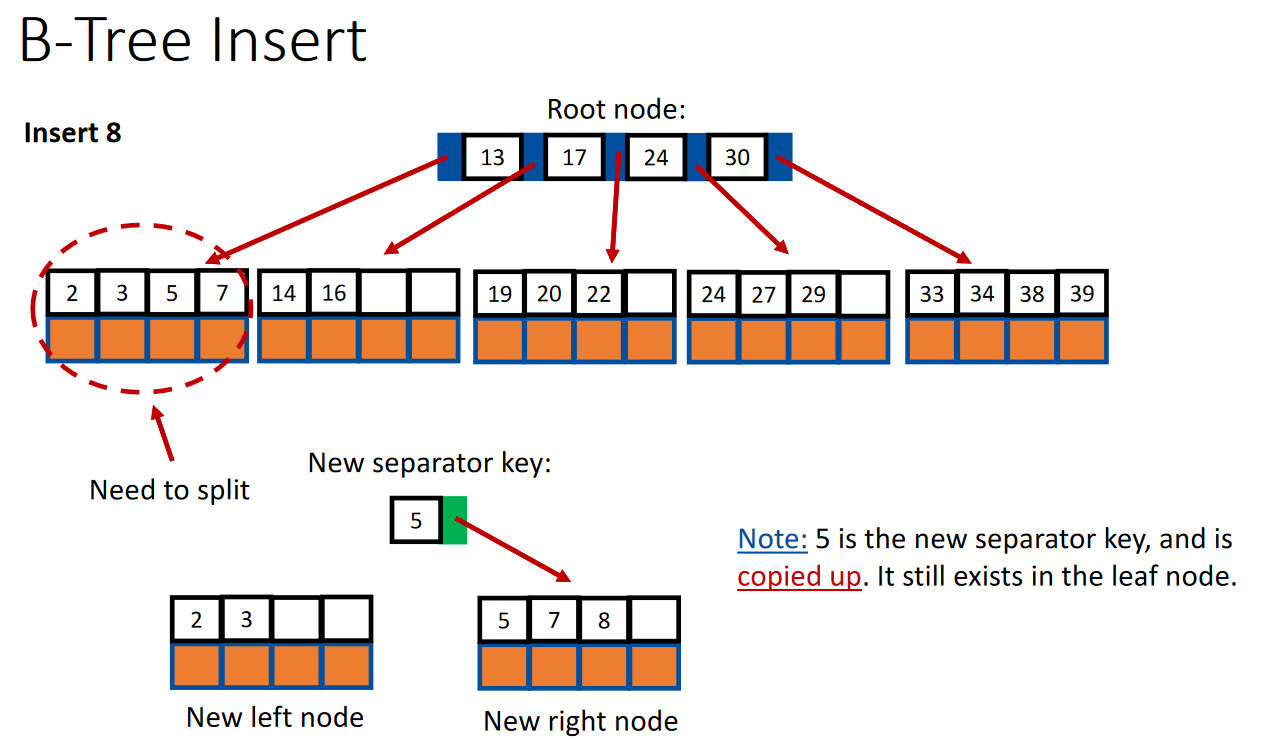 B-Tree Insert
Root node:
Insert 8
13 17 24 30
2 3 5 7 14 16 19 20 22 24 27 29 33 34 38 39
New separator key:
Need to split
5
Note: 5 is the new separator key, and is
copied up. It still exists in the leaf node.
2 3 5 7 8
New left node New right node